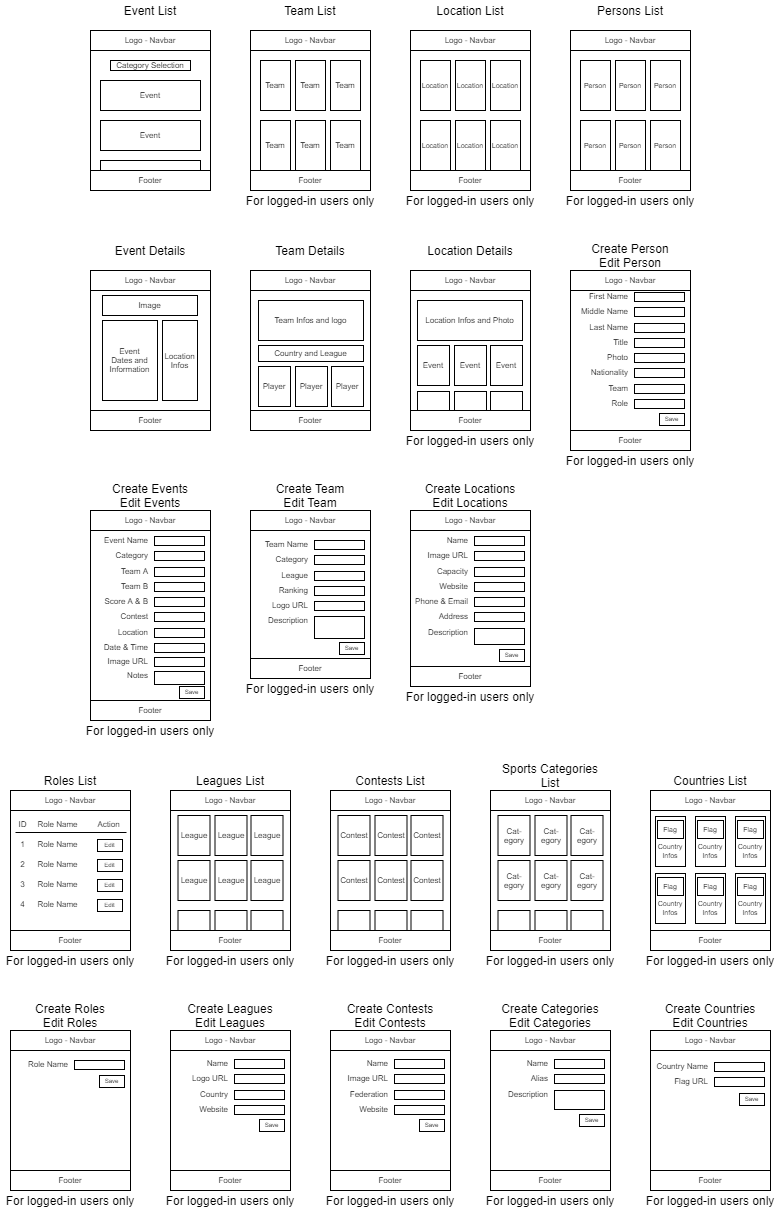 Event List
Logo - Navbar
Category Selection
Event
Event
Footer
Team List
Logo - Navbar
Team Team Team
Team Team Team
Footer
For logged-in users only
Location List
Logo - Navbar
Location Location Location
Location Location Location
Footer
For logged-in users only
Persons List
Logo - Navbar
Person Person Person
Person Person Person
Footer
For logged-in users only
Event Details
Logo - Navbar
Image
Event
Dates and
Information
Location
Infos
Footer
Team Details
Logo - Navbar
Team Infos and logo
Country and League
Player Player Player
Footer
Location Details
Logo - Navbar
Location Infos and Photo
Event Event Event
Footer
For logged-in users only
Create Person
Edit Person
Logo - Navbar
First Name
Middle Name
Last Name
Title
Photo
Nationality
Team
Role
Save
Footer
For logged-in users only
Create Events
Edit Events
Logo - Navbar
Event Name
Category
Team A
Team B
Score A & B
Contest
Location
Date & Time
Image URL
Notes
Save
Footer
For logged-in users only
Create Team
Edit Team
Logo - Navbar
Team Name
Category
League
Ranking
Logo URL
Description
Save
Footer
For logged-in users only
Create Locations
Edit Locations
Logo - Navbar
Name
Image URL
Capacity
Website
Phone & Email
Address
Description
Save
Footer
For logged-in users only
Roles List
Logo - Navbar
ID Role Name Action
1 Role Name Edit
2 Role Name Edit
3 Role Name Edit
4 Role Name Edit
Footer
For logged-in users only
Leagues List
Logo - Navbar
League League League
League League League
Footer
For logged-in users only
Contests List
Logo - Navbar
Contest Contest Contest
Contest Contest Contest
Footer
For logged-in users only
Sports Categories
List
Logo - Navbar
Cat- Cat- Cat-
egory egory egory
Cat- Cat- Cat-
egory egory egory
Footer
For logged-in users only
Countries List
Logo - Navbar
Flag Flag Flag
Country Country Country
Infos Infos Infos
Flag Flag Flag
Country Country Country
Infos Infos Infos
Footer
For logged-in users only
Create Roles
Edit Roles
Logo - Navbar
Role Name
Save
Footer
For logged-in users only
Create Leagues
Edit Leagues
Logo - Navbar
Name
Logo URL
Country
Website
Save
Footer
For logged-in users only
Create Contests
Edit Contests
Logo - Navbar
Name
Image URL
Federation
Website
Save
Footer
For logged-in users only
Create Categories
Edit Categories
Logo - Navbar
Name
Alias
Description
Save
Footer
For logged-in users only
Create Countries
Edit Countries
Logo - Navbar
Country Name
Flag URL
Save
Footer
For logged-in users only